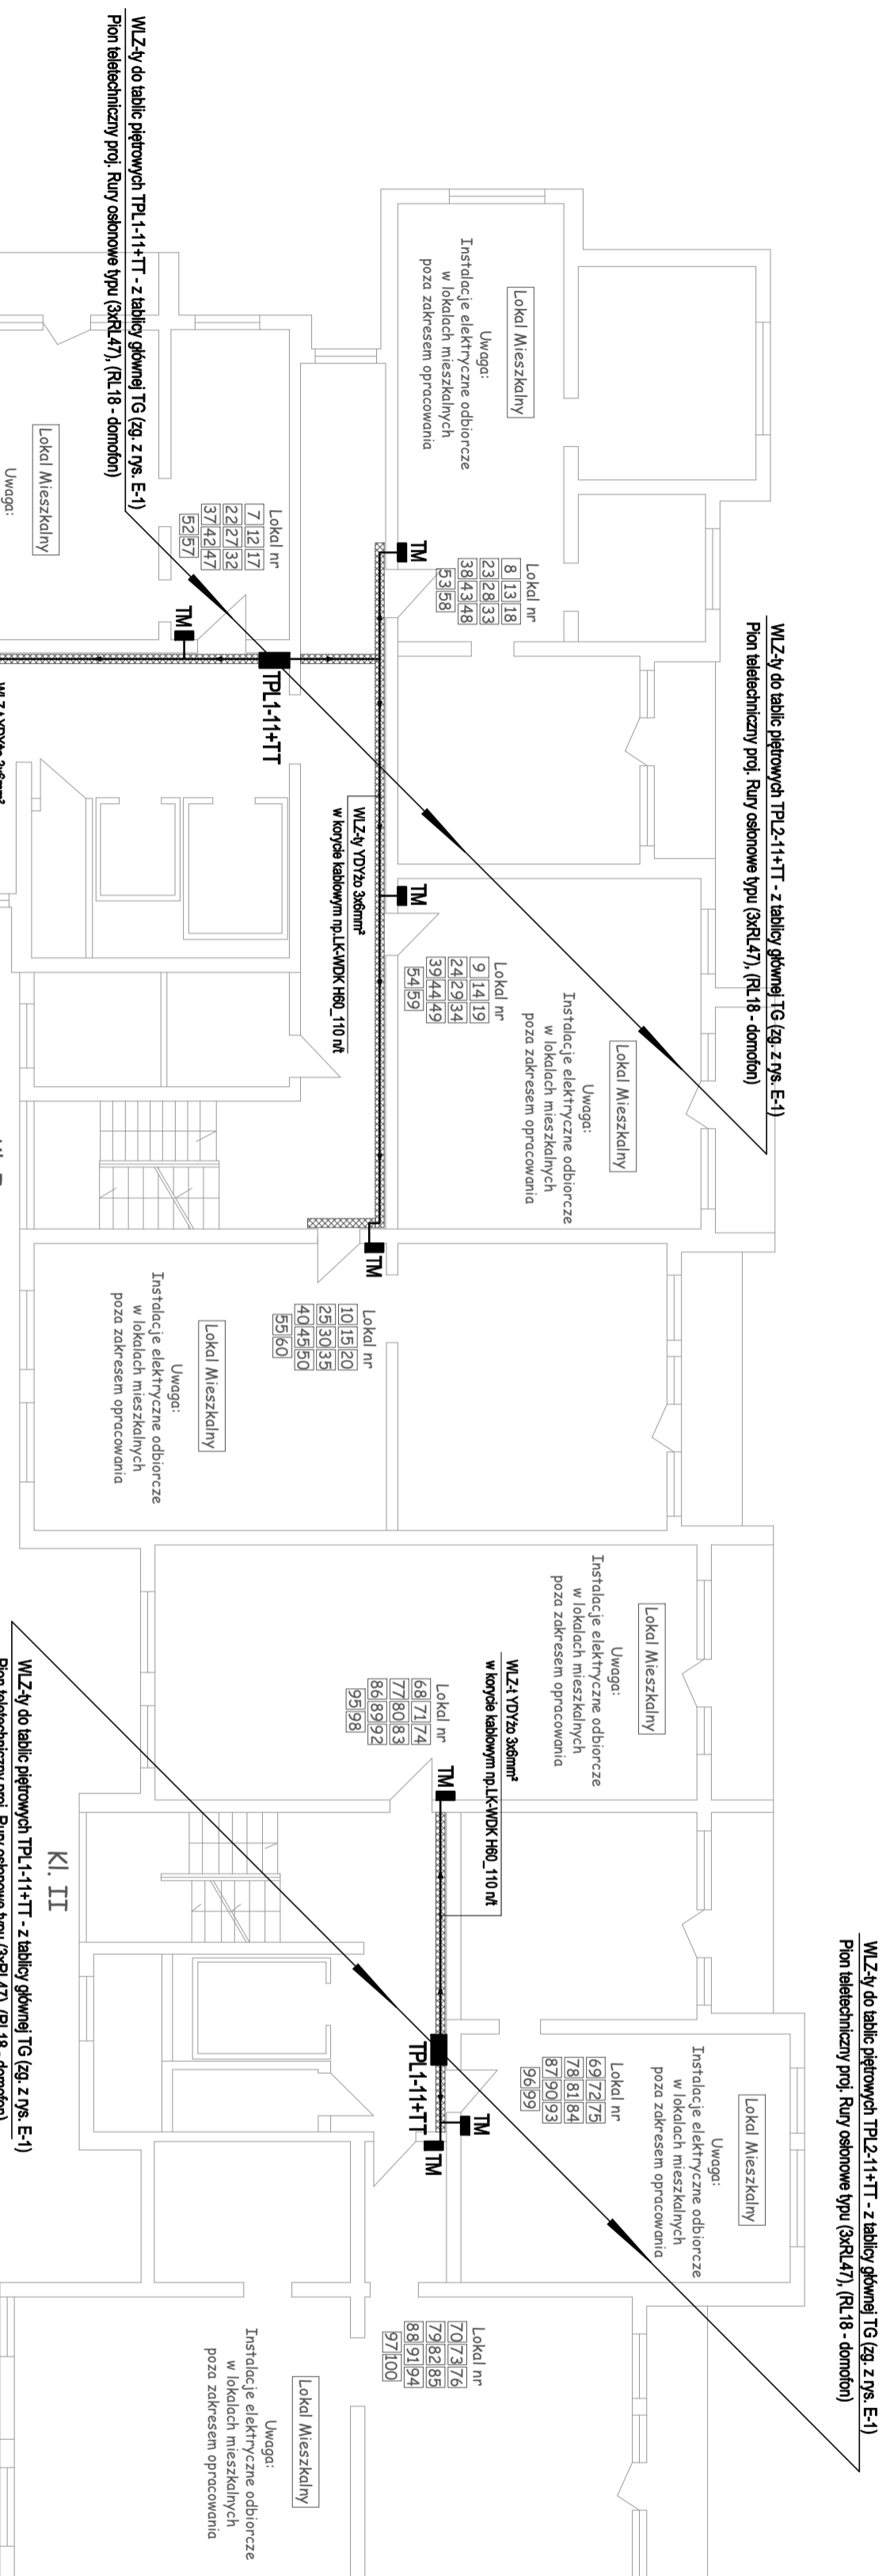 WLZ-ty do tablic piętrowych TPL1-11+TT - z tablicy głównej TG (zg. z rys. E-1)
Pion teletechniczny proj. Rury osłonowe typu (3xRL47), (RL18 - domofon)
WLZ-ty do tablic piętrowych TPL2-11+TT - z tablicy głównej TG (zg. z rys. E-1)
Pion teletechniczny proj. Rury osłonowe typu (3xRL47), (RL18 - domofon)
Lokal Mieszkalny
Uwaga:
Instalacje elektryczne odbiorcze
w lokalach mieszkalnych
poza zakresem opracowania
Lokal Mieszkalny
Uwaga:
Lokal nr
7 12 17
22 27 32
37 42 47
52 57
Lokal nr
8 13 18
23 28 33
38 43 48
53 58
TM
TM
TPL1-11+TT
WLZ-ty YDYżo 3x6mm²
w korycie kablowym np.LK-WDK H60_110 n/t
TM
Lokal nr
9 14 19
24 29 34
39 44 49
54 59
Lokal Mieszkalny
Uwaga:
Instalacje elektryczne odbiorcze
w lokalach mieszkalnych
poza zakresem opracowania
TM
Lokal nr
10 15 20
25 30 35
40 45 50
55 60
Lokal Mieszkalny
Uwaga:
Instalacje elektryczne odbiorcze
w lokalach mieszkalnych
poza zakresem opracowania
Lokal Mieszkalny
Uwaga:
Instalacje elektryczne odbiorcze
w lokalach mieszkalnych
poza zakresem opracowania
WLZ-t YDYżo 3x6mm²
w korycie kablowym np.LK-WDK H60_110 n/t
Lokal nr
68 71 74
77 80 83
86 89 92
95 98
TM
Kl. II
WLZ-ty do tablic piętrowych TPL1-11+TT - z tablicy głównej TG (zg. z rys. E-1)
Pion teletechniczny proj. Rury osłonowe typu (3xRL47), (RL18 - domofon)
WLZ-ty do tablic piętrowych TPL2-11+TT - z tablicy głównej TG (zg. z rys. E-1)
Pion teletechniczny proj. Rury osłonowe typu (3xRL47), (RL18 - domofon)
TPL1-11+TT
TM
TM
Lokal nr
69 72 75
78 81 84
87 90 93
96 99
Lokal Mieszkalny
Uwaga:
Instalacje elektryczne odbiorcze
w lokalach mieszkalnych
poza zakresem opracowania
Lokal nr
70 73 76
79 82 85
88 91 94
97 100
Lokal Mieszkalny
Uwaga:
Instalacje elektryczne odbiorcze
w lokalach mieszkalnych
poza zakresem opracowania